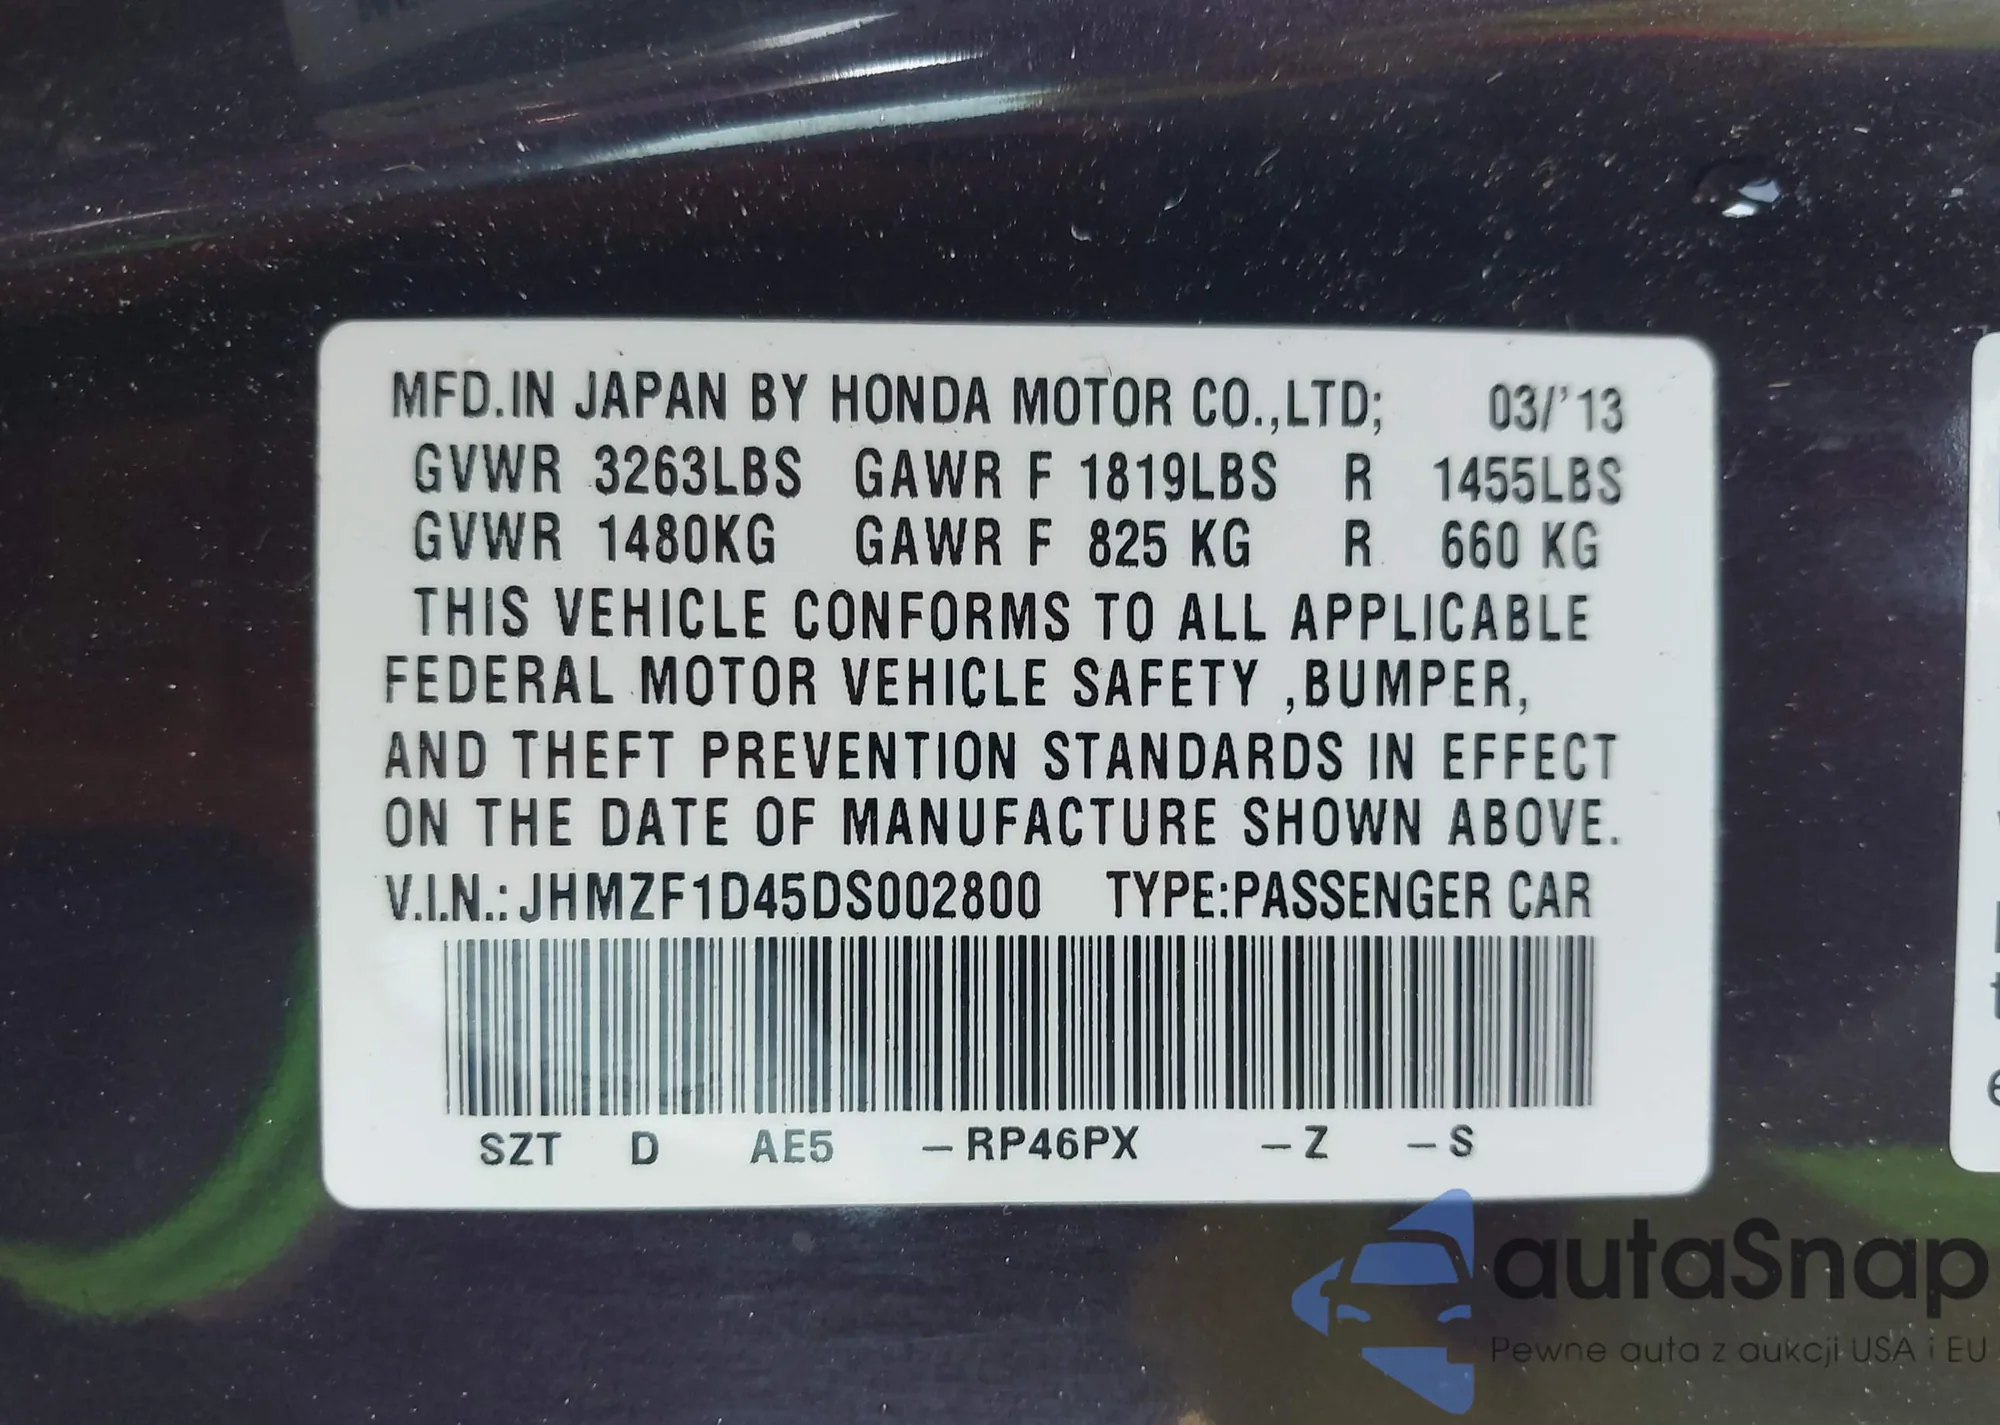 MFD.IN JAPAN BY HONDA MOTOR CO.,LTD; 03/'13
GVWR 3263LBS GAWR F 1819LBS R 1455LBS
GVWR 1480KG GAWR F 825 KG R 660 KG
THIS VEHICLE CONFORMS TO ALL APPLICABLE
FEDERAL MOTOR VEHICLE SAFETY ,BUMPER,
AND THEFT PREVENTION STANDARDS IN EFFECT
ON THE DATE OF MANUFACTURE SHOWN ABOVE.
V.I.N.: JHMZF1D45DS002800 TYPE:PASSENGER CAR
SZT D AE5 –RP46PX –Z –S
autaSnap
Pewne auta z aukcji USA i EU